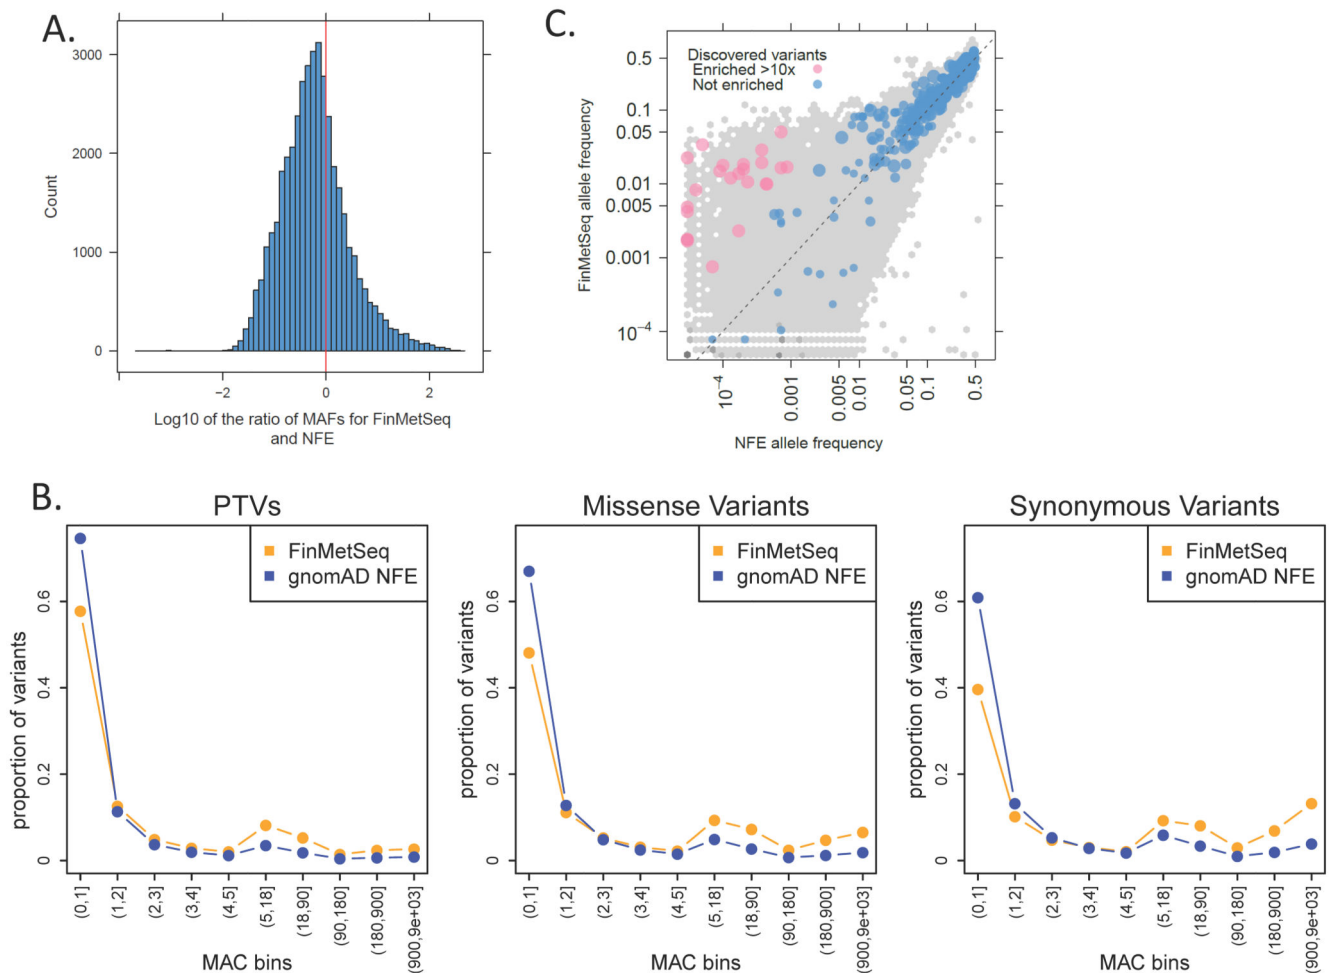 A.
3000
2000
1000
0
Count
−2
0
2
Log10 of the ratio of MAFs for FinMetSeq
and NFE
C.
Discovered variants
Enriched >10x
Not enriched
0.5
0.1
0.05
0.01
0.005
0.001
10−4
FinMetSeq allele frequency
10−4
0.001
0.005
0.01
0.05
0.1
0.5
NFE allele frequency
B.
PTVs
FinMetSeq
gnomAD NFE
0.6
0.4
0.2
0
proportion of variants
(0,1]
(1,2]
(2,3]
(3,4]
(4,5]
(5,18]
(18,90]
(90,180]
(180,900]
(900,9e+03]
MAC bins
Missense Variants
FinMetSeq
gnomAD NFE
0.6
0.4
0.2
0
proportion of variants
(0,1]
(1,2]
(2,3]
(3,4]
(4,5]
(5,18]
(18,90]
(90,180]
(180,900]
(900,9e+03]
MAC bins
Synonymous Variants
FinMetSeq
gnomAD NFE
0.6
0.4
0.2
0
proportion of variants
(0,1]
(1,2]
(2,3]
(3,4]
(4,5]
(5,18]
(18,90]
(90,180]
(180,900]
(900,9e+03]
MAC bins